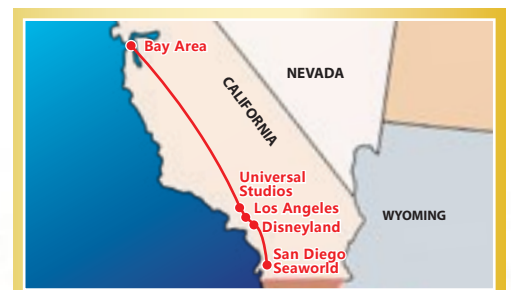 Bay Area
NEVADA
CALIFORNIA
Universal
Studios
Los Angeles
Disneyland
WYOMING
San Diego
Seaworld